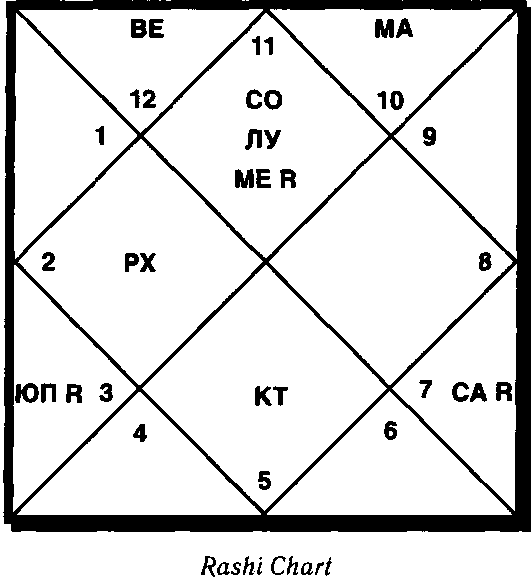 ВЕ МА
11
12 СО 10
1 ЛУ 9
МЕ R
2 РХ 8
ЮП R 3 КТ 7 СА R
4 6
5
Rashi Chart